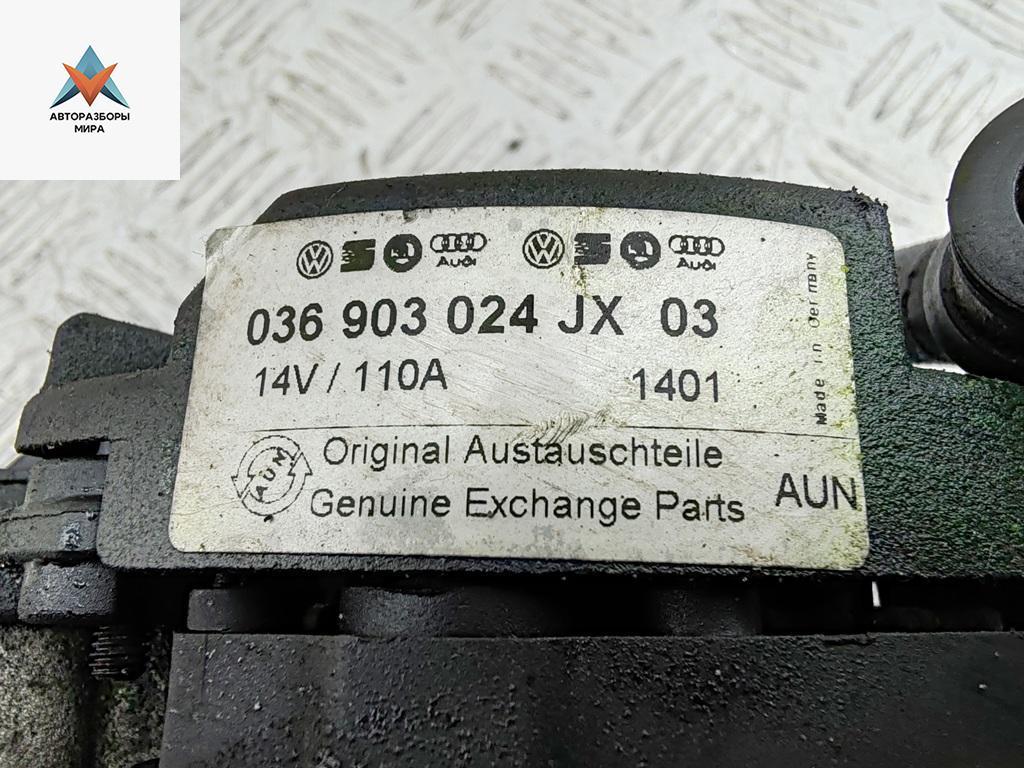 АВТОРАЗБОРЫ
МИРА
Audi Audi
036 903 024 JX 03
14V / 110A 1401
Made in Germany
Original Austauschteile
Genuine Exchange Parts
AUN
AUN